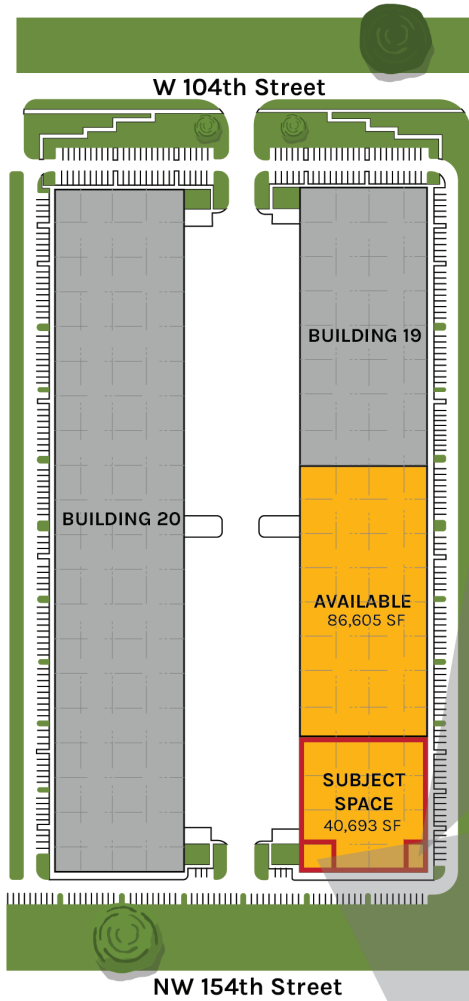 W 104th Street
BUILDING 19
BUILDING 20
AVAILABLE
86,605 SF
SUBJECT
SPACE
40,693 SF
NW 154th Street